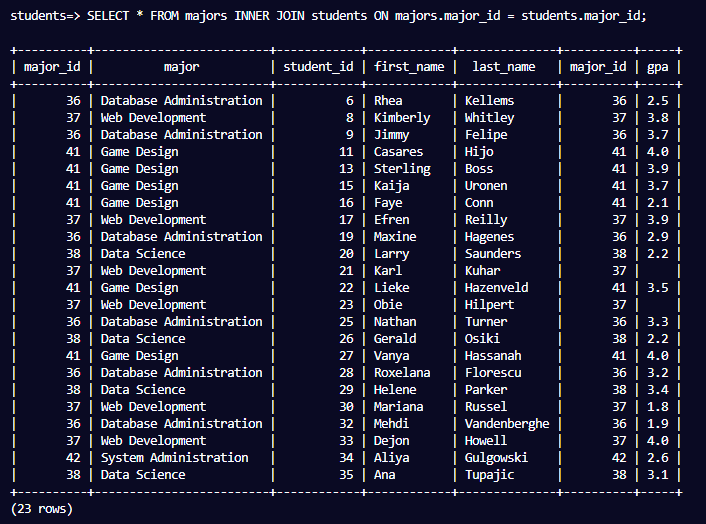 students=> SELECT * FROM majors INNER JOIN students ON majors.major_id = students.major_id;
+----------+-------------------------+------------+------------+--------------+----------+-----+
| major_id |          major          | student_id | first_name |  last_name   | major_id | gpa |
+----------+-------------------------+------------+------------+--------------+----------+-----+
|       36 | Database Administration |          6 | Rhea       | Kellems      |       36 | 2.5 |
|       37 | Web Development         |          8 | Kimberly   | Whitley      |       37 | 3.8 |
|       36 | Database Administration |          9 | Jimmy      | Felipe       |       36 | 3.7 |
|       41 | Game Design             |         11 | Casares    | Hijo         |       41 | 4.0 |
|       41 | Game Design             |         13 | Sterling   | Boss         |       41 | 3.9 |
|       41 | Game Design             |         15 | Kaija      | Uronen       |       41 | 3.7 |
|       41 | Game Design             |         16 | Faye       | Conn         |       41 | 2.1 |
|       37 | Web Development         |         17 | Efren      | Reilly       |       37 | 3.9 |
|       36 | Database Administration |         19 | Maxine     | Hagenes      |       36 | 2.9 |
|       38 | Data Science            |         20 | Larry      | Saunders     |       38 | 2.2 |
|       37 | Web Development         |         21 | Karl       | Kuhar        |       37 |     |
|       41 | Game Design             |         22 | Lieke      | Hazenveld    |       41 | 3.5 |
|       37 | Web Development         |         23 | Obie       | Hilpert      |       37 |     |
|       36 | Database Administration |         25 | Nathan     | Turner       |       36 | 3.3 |
|       38 | Data Science            |         26 | Gerald     | Osiki        |       38 | 2.2 |
|       41 | Game Design             |         27 | Vanya      | Hassanah     |       41 | 4.0 |
|       36 | Database Administration |         28 | Roxelana   | Florescu     |       36 | 3.2 |
|       38 | Data Science            |         29 | Helene     | Parker       |       38 | 3.4 |
|       37 | Web Development         |         30 | Mariana    | Russel       |       37 | 1.8 |
|       36 | Database Administration |         32 | Mehdi      | Vandenberghe |       36 | 1.9 |
|       37 | Web Development         |         33 | Dejon      | Howell       |       37 | 4.0 |
|       42 | System Administration   |         34 | Aliya      | Gulgowski    |       42 | 2.6 |
|       38 | Data Science            |         35 | Ana        | Tupajic      |       38 | 3.1 |
+----------+-------------------------+------------+------------+--------------+----------+-----+
(23 rows)